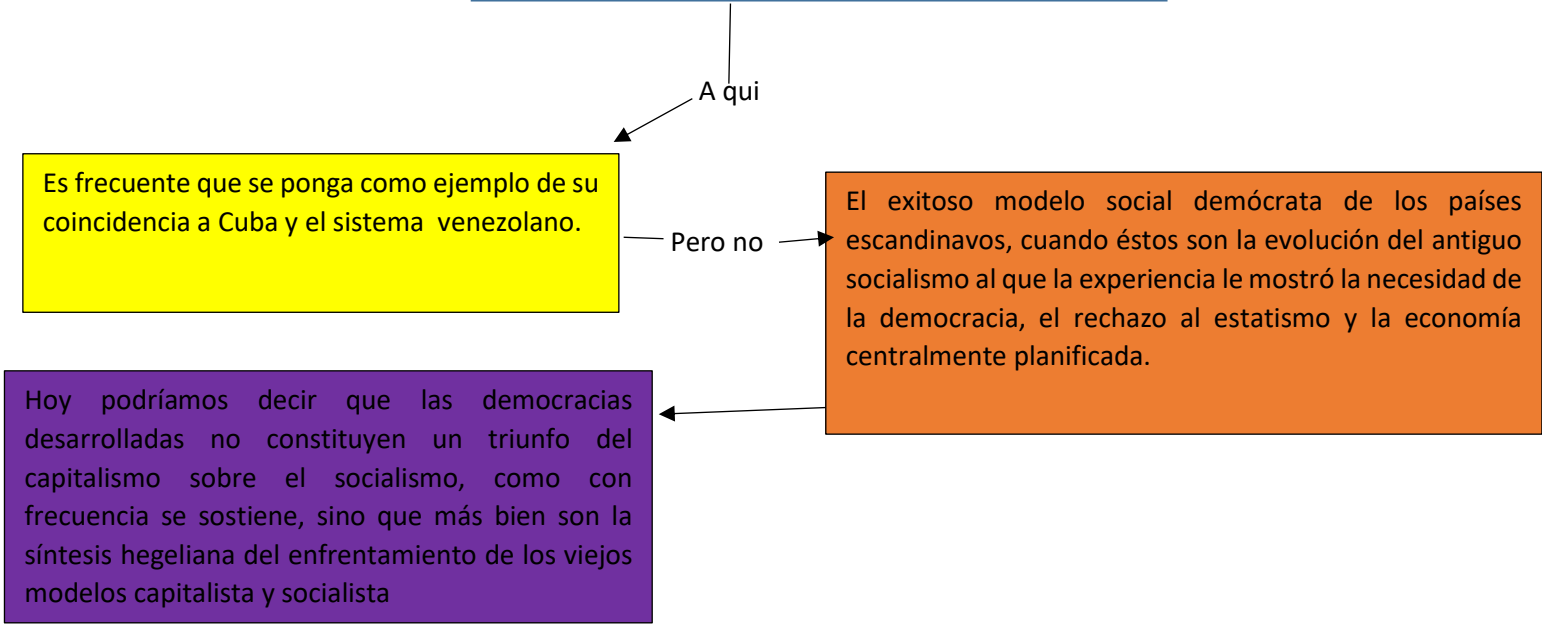 A qui
Es frecuente que se ponga como ejemplo de su
coincidencia a Cuba y el sistema venezolano.
Pero no
El exitoso modelo social demócrata de los países
escandinavos, cuando éstos son la evolución del antiguo
socialismo al que la experiencia le mostró la necesidad de
la democracia, el rechazo al estatismo y la economía
centralmente planificada.
Hoy podríamos decir que las democracias
desarrolladas no constituyen un triunfo del
capitalismo sobre el socialismo, como con
frecuencia se sostiene, sino que más bien son la
síntesis hegeliana del enfrentamiento de los viejos
modelos capitalista y socialista